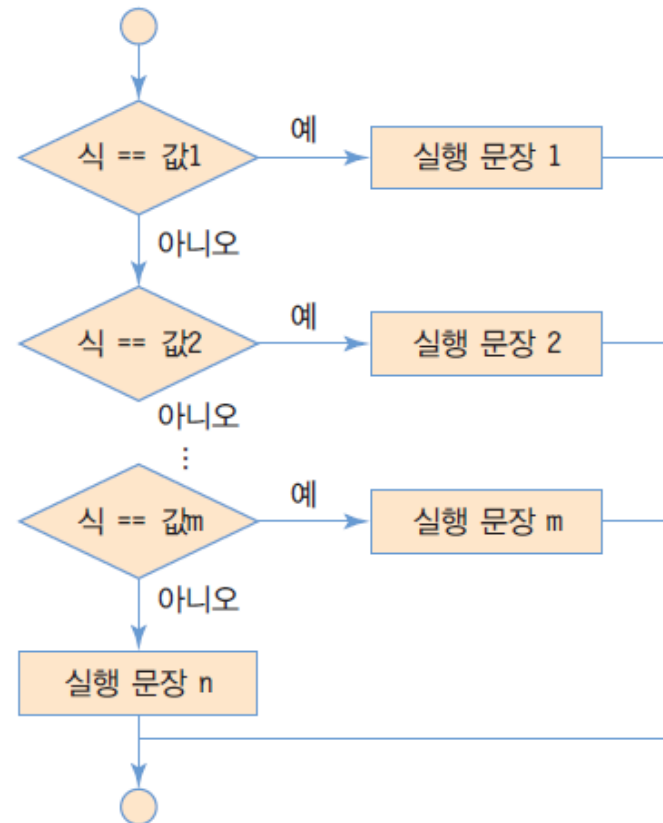 식 == 값1
예
실행 문장 1
아니오
식 == 값2
예
실행 문장 2
아니오
⋮
식 == 값m
예
실행 문장 m
아니오
실행 문장 n